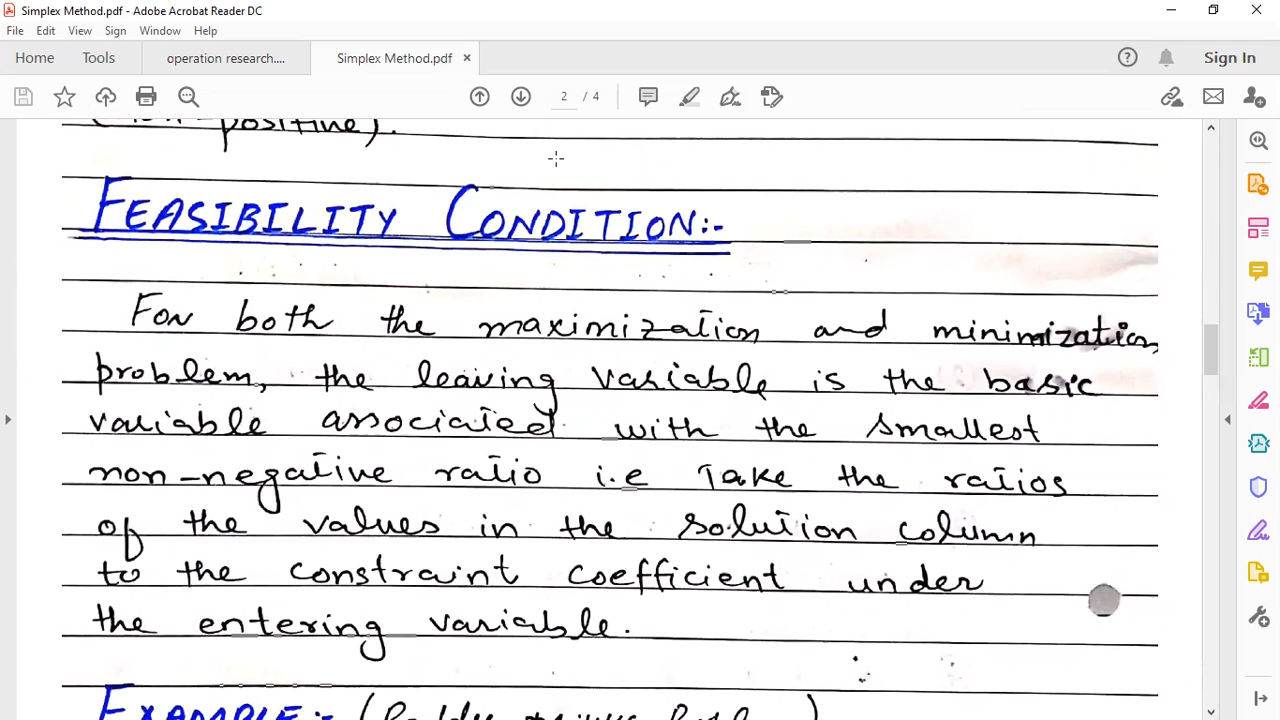 Simplex Method.pdf - Adobe Acrobat Reader DC
File Edit View Sign Window Help
Home Tools operation research.... Simplex Method.pdf ×
2 / 4
Sign In
positive).
FEASIBILITY CONDITION:-
For both the maximization and minimization
problem, the leaving variable is the basic
variable associated with the smallest
non-negative ratio i.e Take the ratios
of the values in the solution column
to the constraint coefficient under
the entering variable.
EXAMPLE:- (